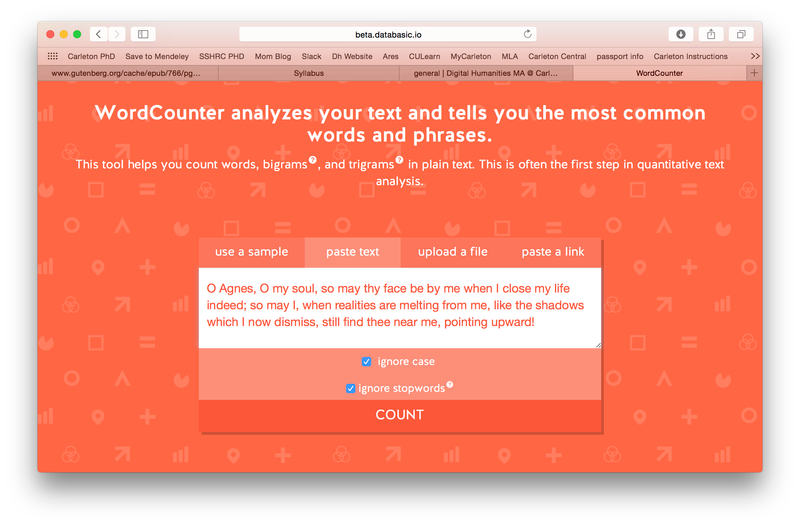 beta.databasic.io
Carleton PhD Save to Mendeley SSHRC PHD Mom Blog Slack Dh Website Ares CULearn MyCarleton MLA Carleton Central passport info Carleton Instructions >>
www.gutenberg.org/cache/epub/766/pg... Syllabus general | Digital Humanities MA @ Carl... WordCounter +
WordCounter analyzes your text and tells you the most common
words and phrases.
This tool helps you count words, bigrams?, and trigrams? in plain text. This is often the first step in quantitative text
analysis.
use a sample paste text upload a file paste a link
O Agnes, O my soul, so may thy face be by me when I close my life
indeed; so may I, when realities are melting from me, like the shadows
which I now dismiss, still find thee near me, pointing upward!
ignore case
ignore stopwords?
COUNT